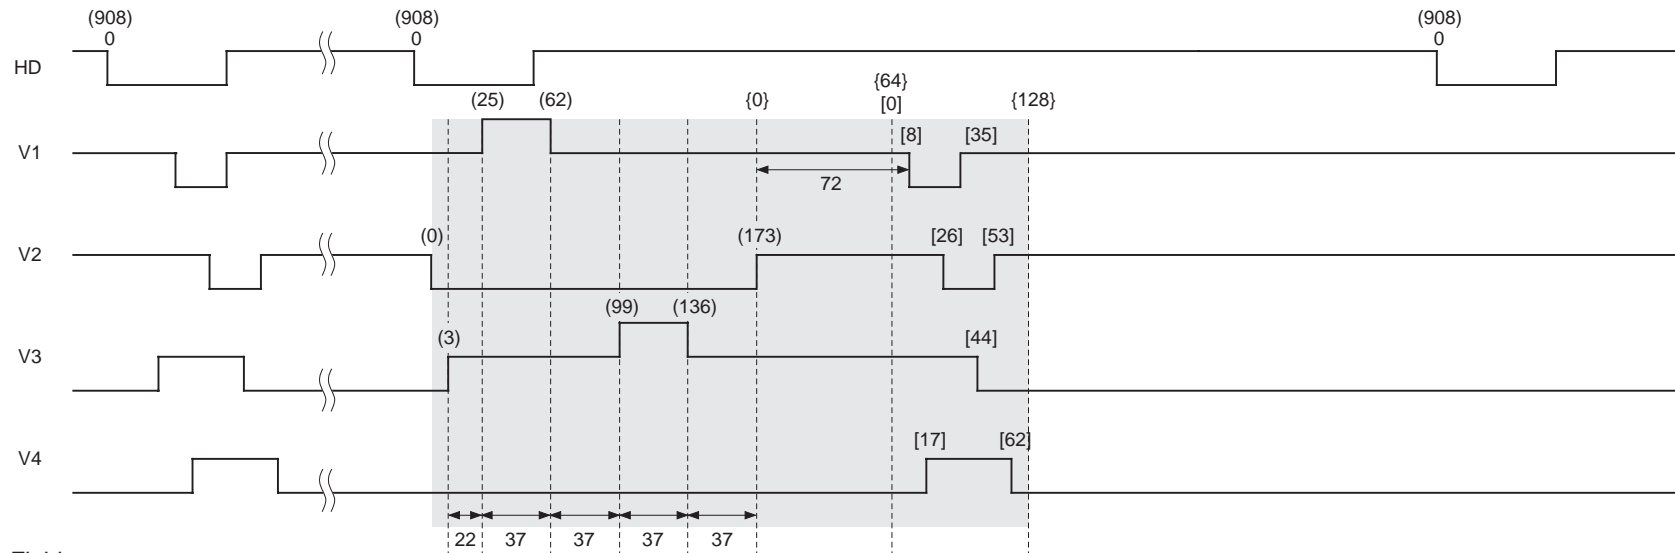 (908) (908) (908)
0 0 0
HD
{64}
(25) (62) {0} [0] {128}
V1 [8] [35]
72
V2 (0) (173) [26] [53]
(99) (136)
V3 (3) [44]
V4 [17] [62]
22 37 37 37 37